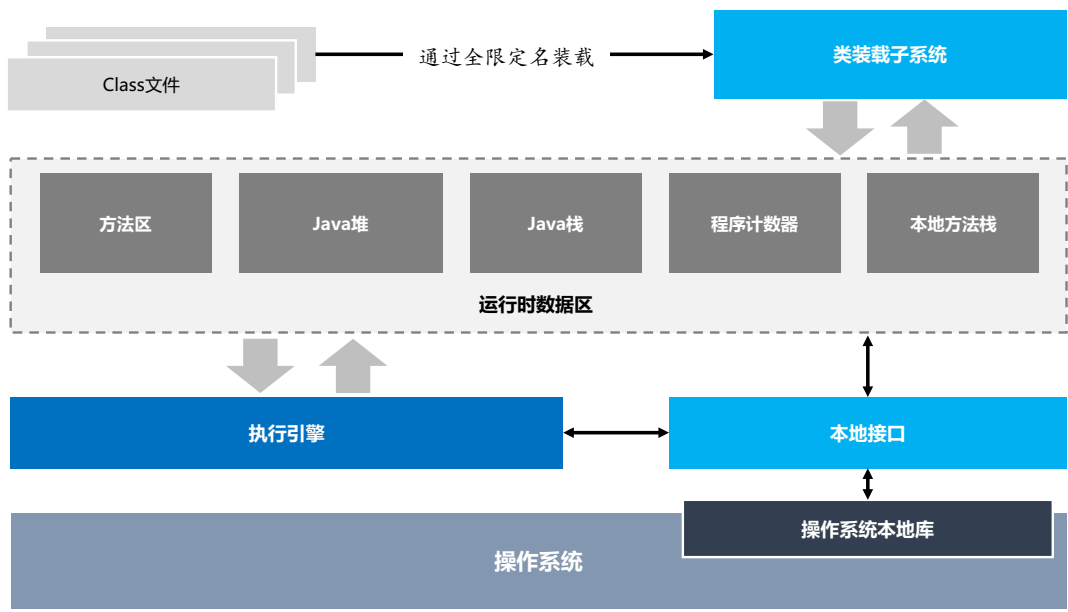 Class文件
通过全限定名装载
类装载子系统
方法区
Java堆
Java栈
程序计数器
本地方法栈
运行时数据区
执行引擎
本地接口
操作系统本地库
操作系统